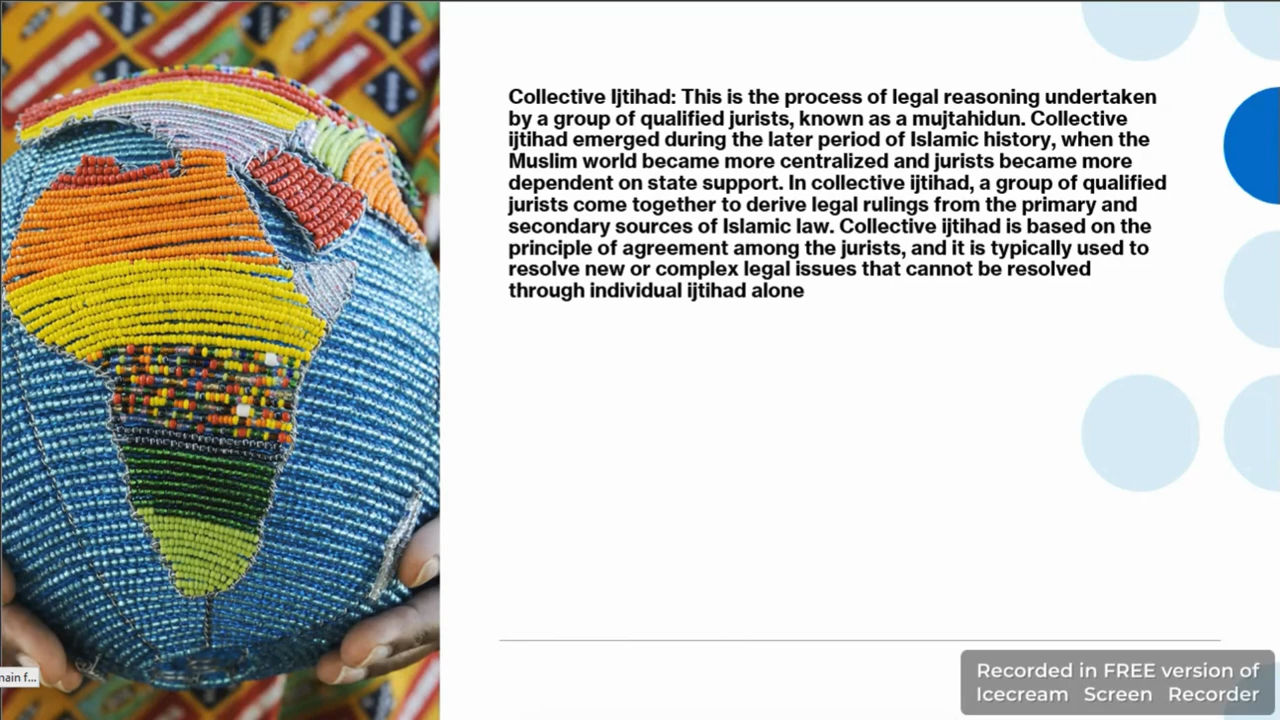 Collective Ijtihad: This is the process of legal reasoning undertaken
by a group of qualified jurists, known as a mujtahidun. Collective
ijtihad emerged during the later period of Islamic history, when the
Muslim world became more centralized and jurists became more
dependent on state support. In collective ijtihad, a group of qualified
jurists come together to derive legal rulings from the primary and
secondary sources of Islamic law. Collective ijtihad is based on the
principle of agreement among the jurists, and it is typically used to
resolve new or complex legal issues that cannot be resolved
through individual ijtihad alone
nain f...
Recorded in FREE version of
Icecream Screen Recorder